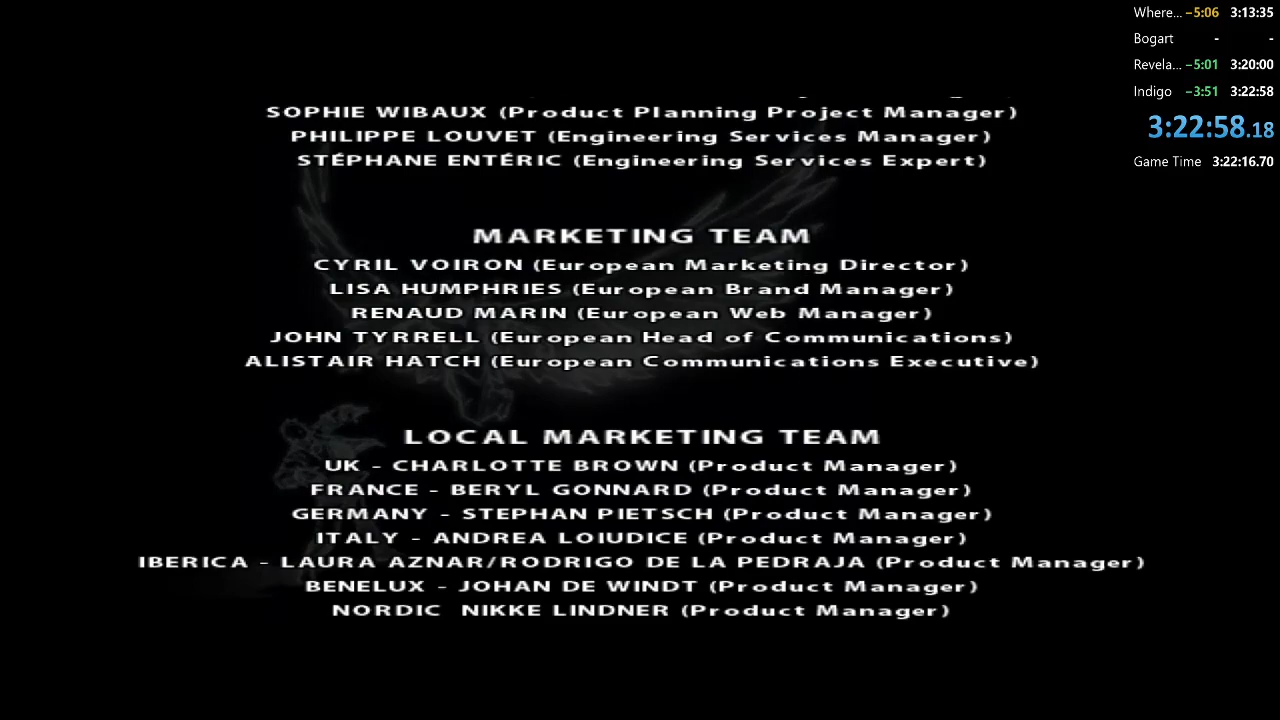 SOPHIE WIBAUX (Product Planning Project Manager)
PHILIPPE LOUVET (Engineering Services Manager)
STÉPHANE ENTÉRIC (Engineering Services Expert)
MARKETING TEAM
CYRIL VOIRON (European Marketing Director)
LISA HUMPHRIES (European Brand Manager)
RENAUD MARIN (European Web Manager)
JOHN TYRRELL (European Head of Communications)
ALISTAIR HATCH (European Communications Executive)
LOCAL MARKETING TEAM
UK - CHARLOTTE BROWN (Product Manager)
FRANCE - BERYL GONNARD (Product Manager)
GERMANY - STEPHAN PIETSCH (Product Manager)
ITALY - ANDREA LOIUDICE (Product Manager)
IBERICA - LAURA AZNAR/RODRIGO DE LA PEDRAJA (Product Manager)
BENELUX - JOHAN DE WINDT (Product Manager)
NORDIC NIKKE LINDNER (Product Manager)
Where... −5:06 3:13:35
Bogart - -
Revela... −5:01 3:20:00
Indigo −3:51 3:22:58
3:22:58.18
Game Time 3:22:16.70